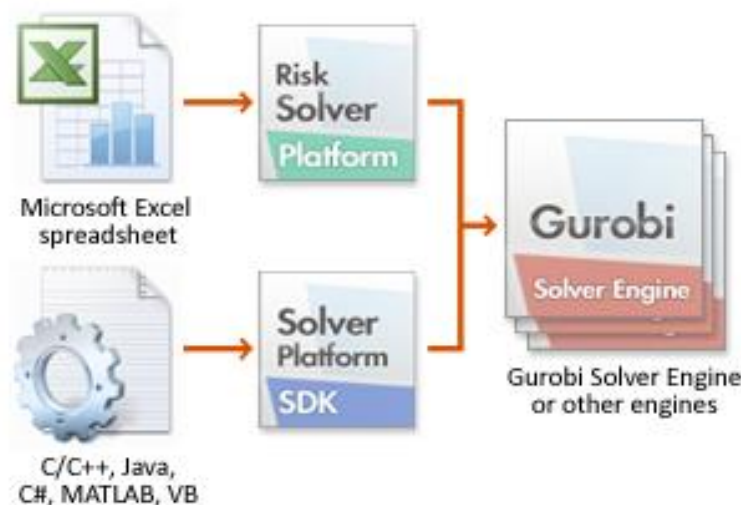 Risk
Solver
Platform
Microsoft Excel
spreadsheet
Gurobi
Solver Engine
Gurobi Solver Engine
or other engines
Solver
Platform
SDK
C/C++, Java,
C#, MATLAB, VB